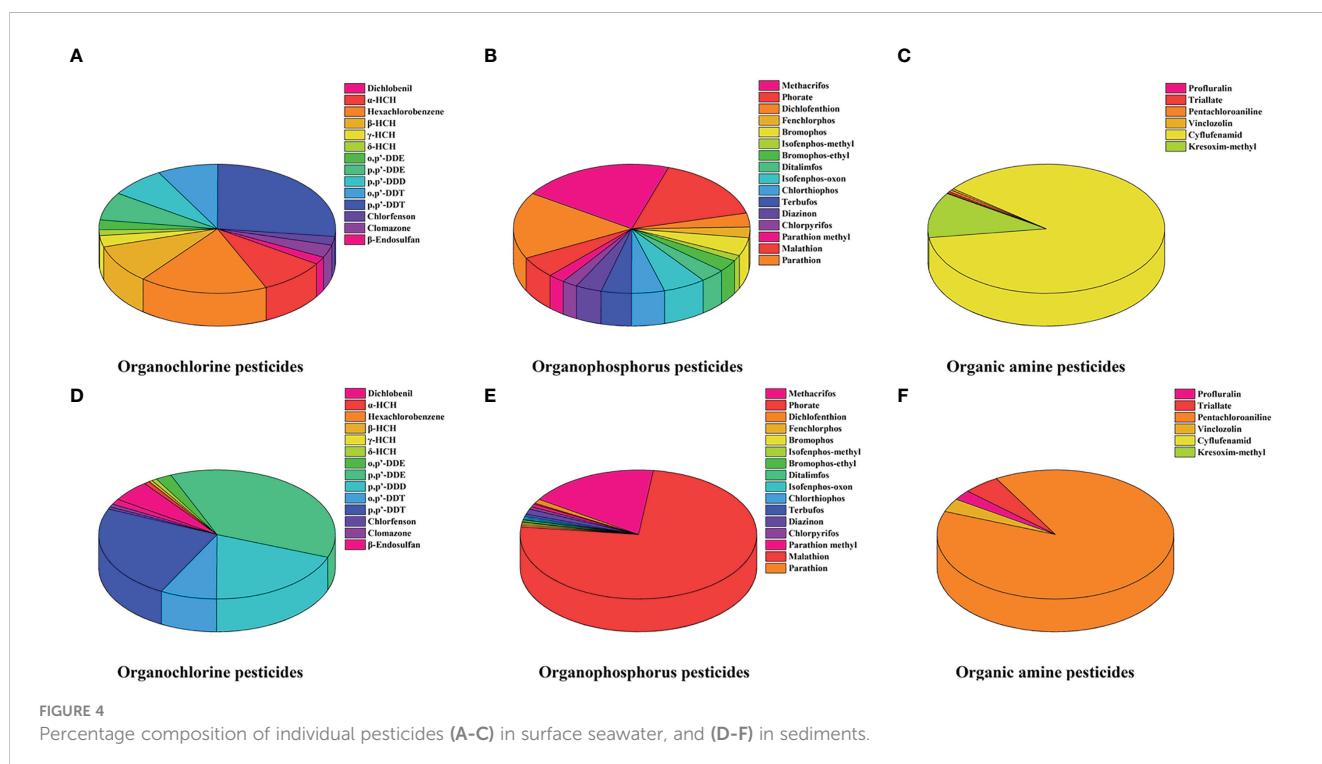 A
Dichlobenil
α-HCH
Hexachlorobenzene
β-HCH
γ-HCH
δ-HCH
o,p'-DDE
p,p'-DDE
p,p'-DDD
o,p'-DDT
p,p'-DDT
Chlorfenson
Clomazone
β-Endosulfan
Organochlorine pesticides
B
Methacrifos
Phorate
Dichlofenthion
Fenchlorphos
Bromophos
Isofenphos-methyl
Bromophos-ethyl
Ditalimfos
Isofenphos-oxon
Chlorthiophos
Terbufos
Diazinon
Chlorpyrifos
Parathion methyl
Malathion
Parathion
Organophosphorus pesticides
C
Profluralin
Triallate
Pentachloroaniline
Vinclozolin
Cyflufenamid
Kresoxim-methyl
Organic amine pesticides
D
Dichlobenil
α-HCH
Hexachlorobenzene
β-HCH
γ-HCH
δ-HCH
o,p'-DDE
p,p'-DDE
p,p'-DDD
o,p'-DDT
p,p'-DDT
Chlorfenson
Clomazone
β-Endosulfan
Organochlorine pesticides
E
Methacrifos
Phorate
Dichlofenthion
Fenchlorphos
Bromophos
Isofenphos-methyl
Bromophos-ethyl
Ditalimfos
Isofenphos-oxon
Chlorthiophos
Terbufos
Diazinon
Chlorpyrifos
Parathion methyl
Malathion
Parathion
Organophosphorus pesticides
F
Profluralin
Triallate
Pentachloroaniline
Vinclozolin
Cyflufenamid
Kresoxim-methyl
Organic amine pesticides
FIGURE 4
Percentage composition of individual pesticides (A-C) in surface seawater, and (D-F) in sediments.